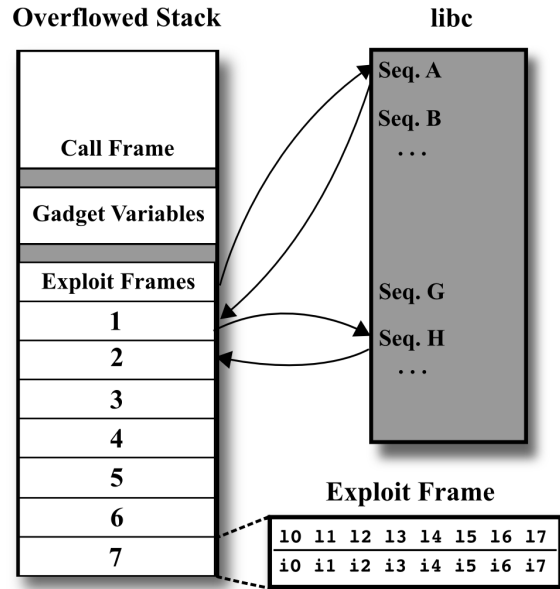 Overflowed Stack
Call Frame
Gadget Variables
Exploit Frames
1
2
3
4
5
6
7
libc
Seq. A
Seq. B
. . .
Seq. G
Seq. H
. . .
Exploit Frame
l0 l1 l2 l3 l4 l5 l6 l7
i0 i1 i2 i3 i4 i5 i6 i7